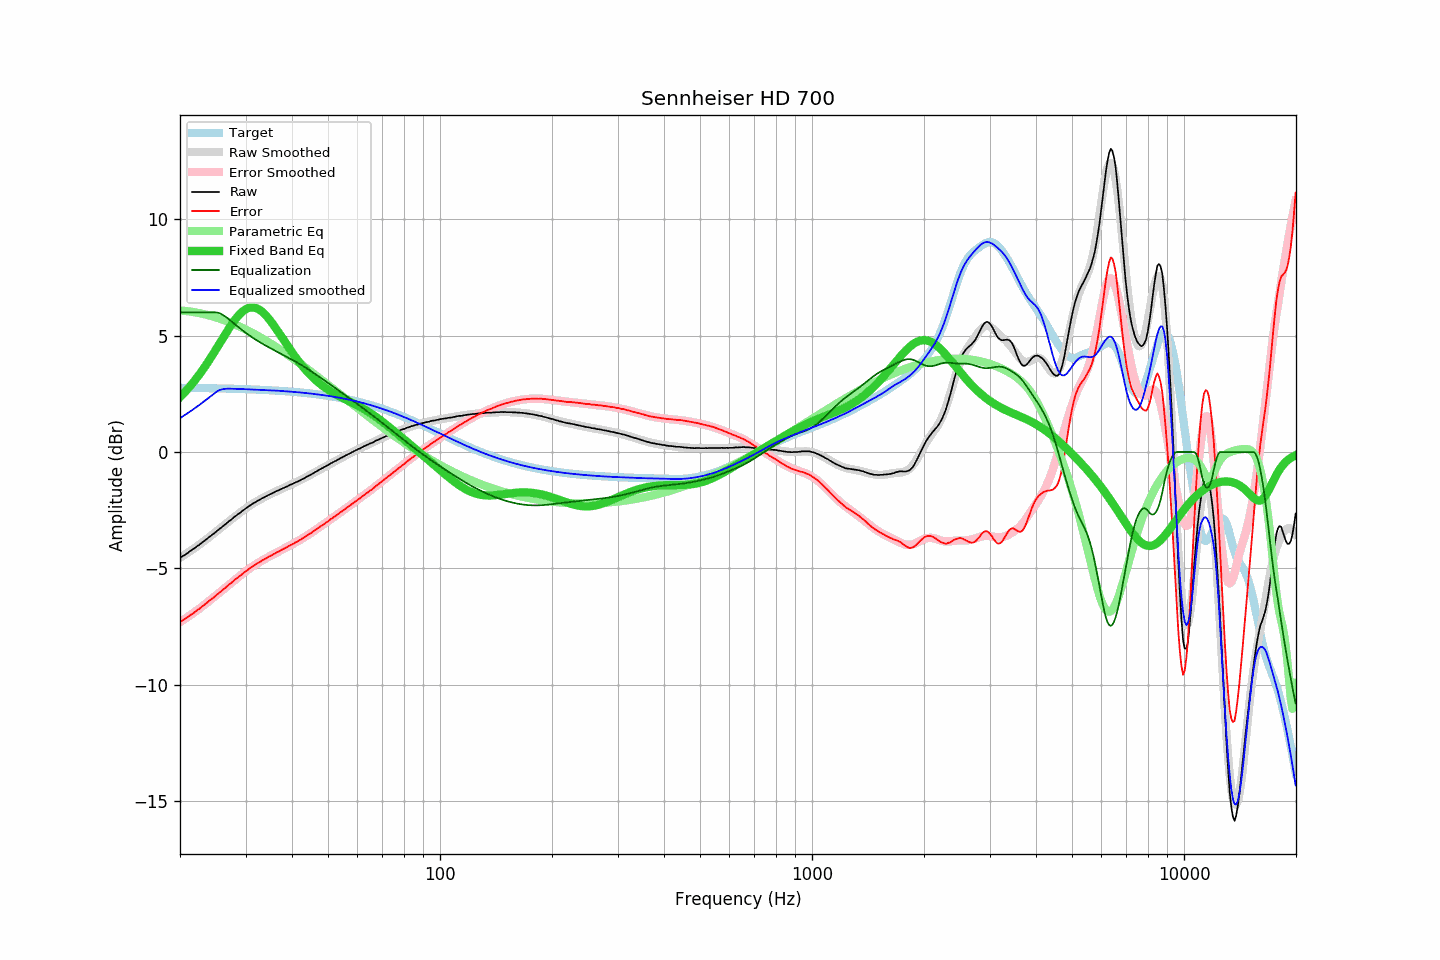 Sennheiser HD 700
Target
Raw Smoothed
Error Smoothed
Raw
Error
Parametric Eq
Fixed Band Eq
Equalization
Equalized smoothed
Amplitude (dBr)
10
5
0
−5
−10
−15
100
1000
10000
Frequency (Hz)